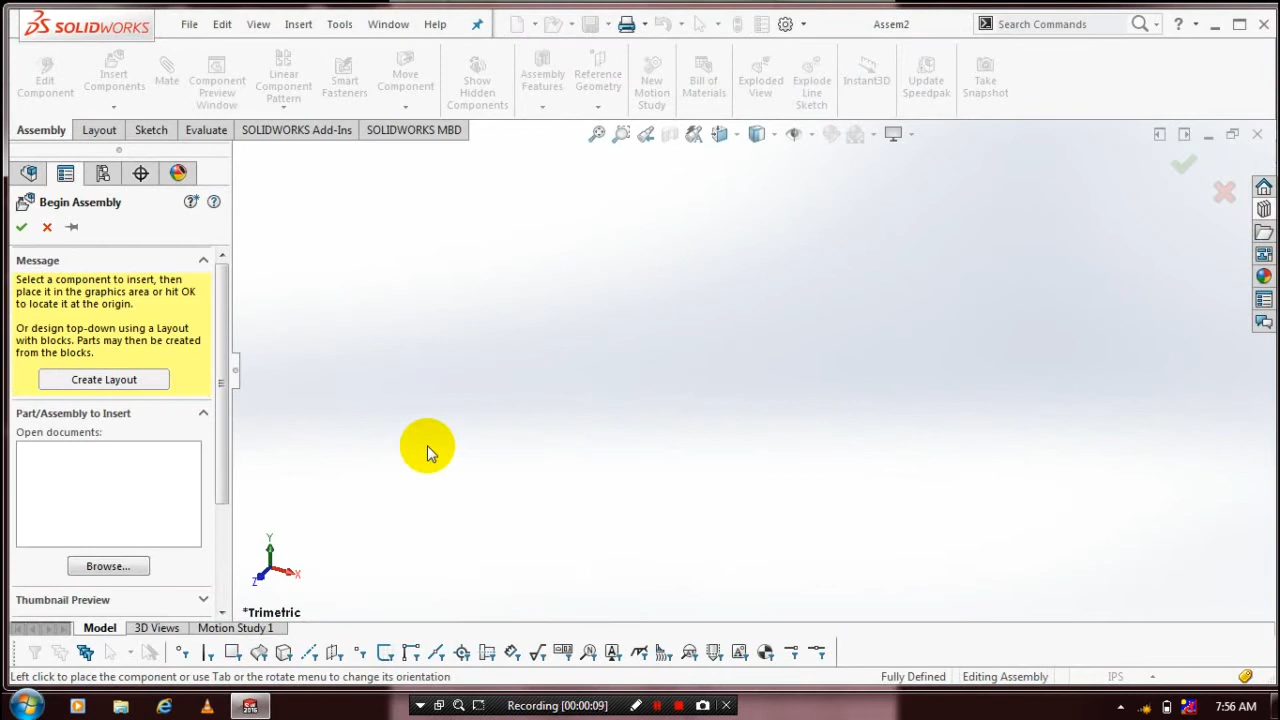 SOLIDWORKS File Edit View Insert Tools Window Help Assem2 Search Commands
Edit Component
Insert Components
Mate
Component Preview Window
Linear Component Pattern
Smart Fasteners
Move Component
Show Hidden Components
Assembly Features
Reference Geometry
New Motion Study
Bill of Materials
Exploded View
Explode Line Sketch
Instant3D
Update Speedpak
Take Snapshot
Assembly Layout Sketch Evaluate SOLIDWORKS Add-Ins SOLIDWORKS MBD
Begin Assembly
Message
Select a component to insert, then
place it in the graphics area or hit OK
to locate it at the origin.
Or design top-down using a Layout
with blocks. Parts may then be created
from the blocks.
Create Layout
Part/Assembly to Insert
Open documents:
Browse...
Thumbnail Preview
Y
X
Z
*Trimetric
Model 3D Views Motion Study 1
Left click to place the component or use Tab or the rotate menu to change its orientation Fully Defined Editing Assembly IPS
Recording [00:00:09] 7:56 AM